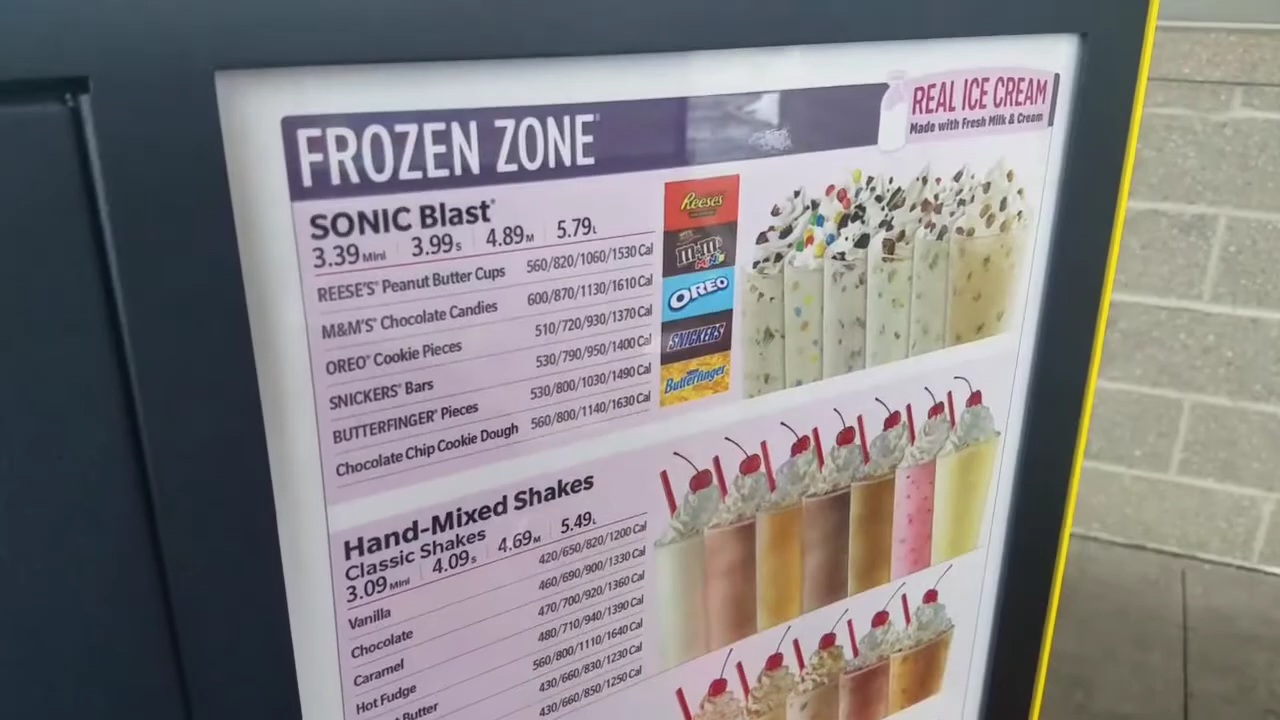 FROZEN ZONE®
REAL ICE CREAM
Made with Fresh Milk & Cream
SONIC Blast®
3.39 Mini 3.99 S 4.89 M 5.79 L
REESE'S® Peanut Butter Cups 560/820/1060/1530 Cal
M&M'S® Chocolate Candies 600/870/1130/1610 Cal
OREO® Cookie Pieces 510/720/930/1370 Cal
SNICKERS® Bars 530/790/950/1400 Cal
BUTTERFINGER® Pieces 530/800/1030/1490 Cal
Chocolate Chip Cookie Dough 560/800/1140/1630 Cal
Reese's
m&m's
MINIS
OREO
SNICKERS
Butterfinger
Hand-Mixed Shakes
Classic Shakes
3.09 Mini 4.09 S 4.69 M 5.49 L
Vanilla 420/650/820/1200 Cal
Chocolate 460/690/900/1330 Cal
Caramel 470/700/920/1360 Cal
Hot Fudge 480/710/940/1390 Cal
Butter 560/800/1110/1640 Cal
430/660/830/1230 Cal
430/660/850/1250 Cal